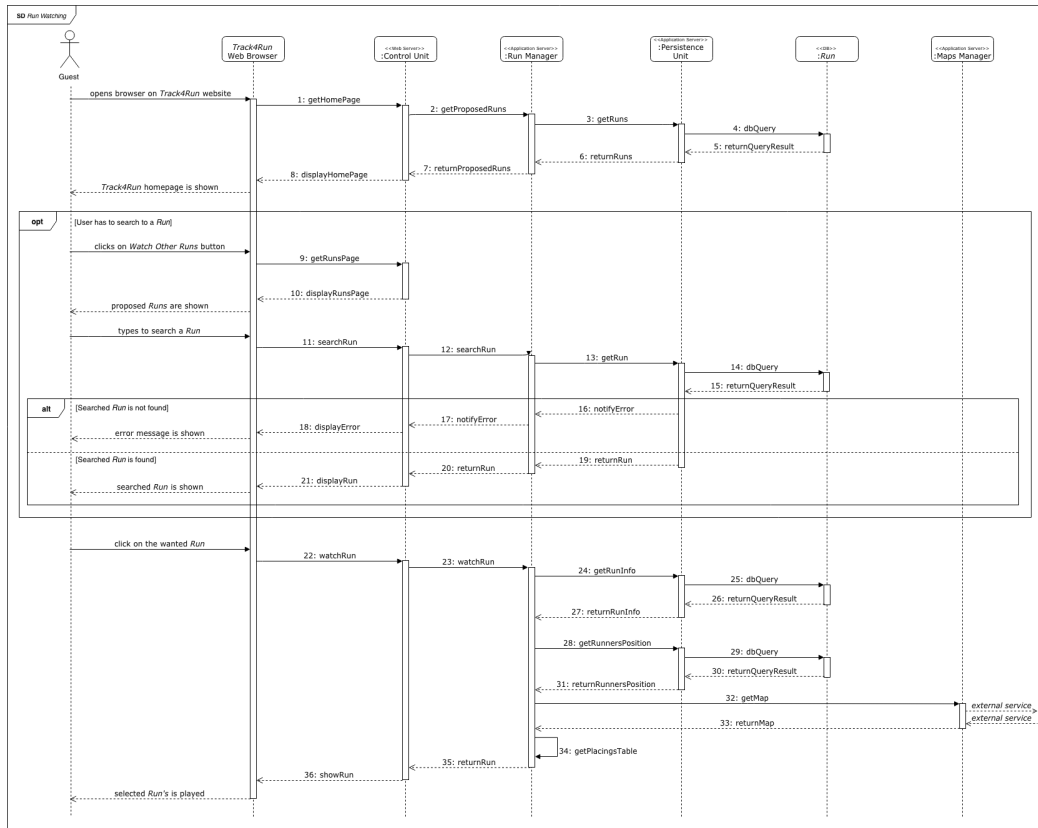 SD Run Watching
Guest
Track4Run
Web Browser
<<Web Server>>
:Control Unit
<<Application Server>>
:Run Manager
<<Application Server>>
:Persistence
Unit
<<DB>>
:Run
<<Application Server>>
:Maps Manager
opens browser on Track4Run website
1: getHomePage
2: getProposedRuns
3: getRuns
4: dbQuery
5: returnQueryResult
6: returnRuns
7: returnProposedRuns
8: displayHomePage
Track4Run homepage is shown
opt
[User has to search to a Run]
clicks on Watch Other Runs button
9: getRunsPage
10: displayRunsPage
proposed Runs are shown
types to search a Run
11: searchRun
12: searchRun
13: getRun
14: dbQuery
15: returnQueryResult
alt
[Searched Run is not found]
16: notifyError
17: notifyError
18: displayError
error message is shown
[Searched Run is found]
19: returnRun
20: returnRun
21: displayRun
searched Run is shown
click on the wanted Run
22: watchRun
23: watchRun
24: getRunInfo
25: dbQuery
26: returnQueryResult
27: returnRunInfo
28: getRunnersPosition
29: dbQuery
30: returnQueryResult
31: returnRunnersPosition
32: getMap
external service
external service
33: returnMap
34: getPlacingsTable
35: returnRun
36: showRun
selected Run's is played